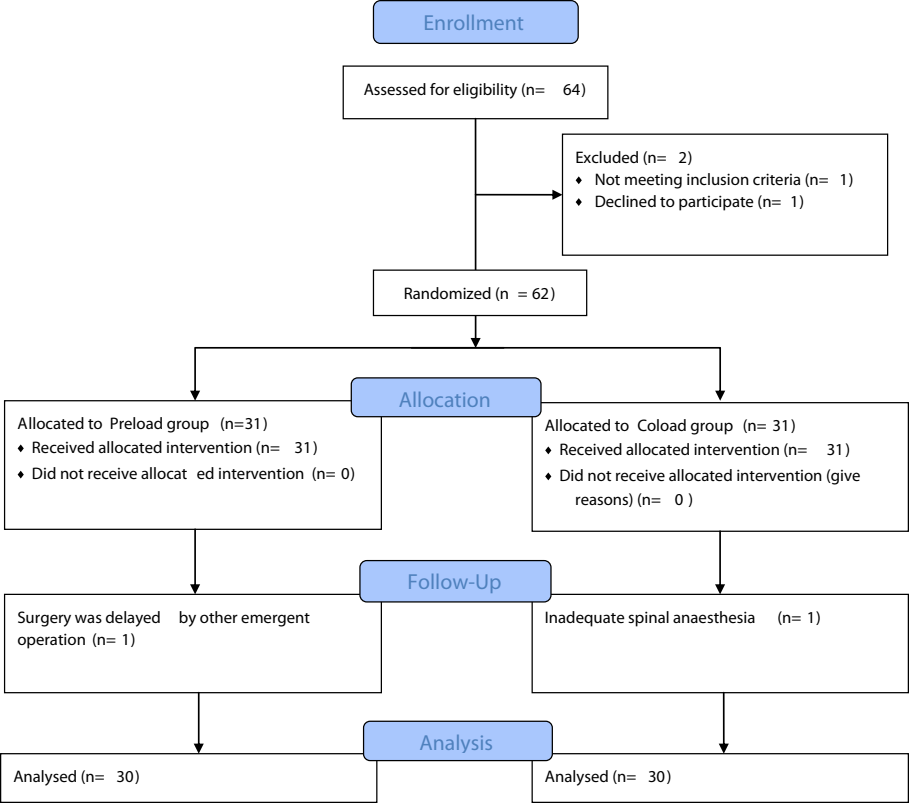 Enrollment
Assessed for eligibility (n= 64)
Excluded (n= 2)
♦ Not meeting inclusion criteria (n= 1)
♦ Declined to participate (n= 1)
Randomized (n = 62)
Allocation
Allocated to Preload group (n=31)
♦ Received allocated intervention (n= 31)
♦ Did not receive allocat ed intervention (n= 0)
Allocated to Coload group (n= 31)
♦ Received allocated intervention (n= 31)
♦ Did not receive allocated intervention (give
reasons) (n= 0 )
Follow-Up
Surgery was delayed by other emergent
operation (n= 1)
Inadequate spinal anaesthesia (n= 1)
Analysis
Analysed (n= 30)
Analysed (n= 30)